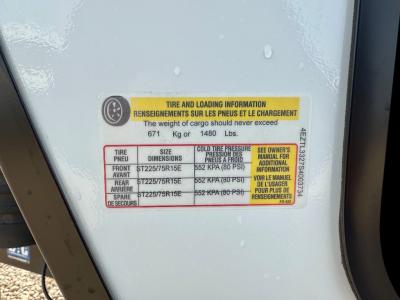 TIRE AND LOADING INFORMATION
RENSEIGNEMENTS SUR LES PNEUS ET LE CHARGEMENT
The weight of cargo should never exceed
671 Kg or 1480 Lbs.
TIRE
PNEU
SIZE
DIMENSIONS
COLD TIRE PRESSURE
PRESSION DES
PNEUS A FROID
FRONT
AVANT
ST225/75R15E
552 KPA (80 PSI)
REAR
ARRIÈRE
ST225/75R15E
552 KPA (80 PSI)
SPARE
DE SECOURS
ST225/75R15E
552 KPA (80 PSI)
SEE OWNER'S
MANUAL FOR
ADDITIONAL
INFORMATION
VOIR LE MANUEL
DE L'USAGER
POUR PLUS DE
RENSEIGNEMENTS